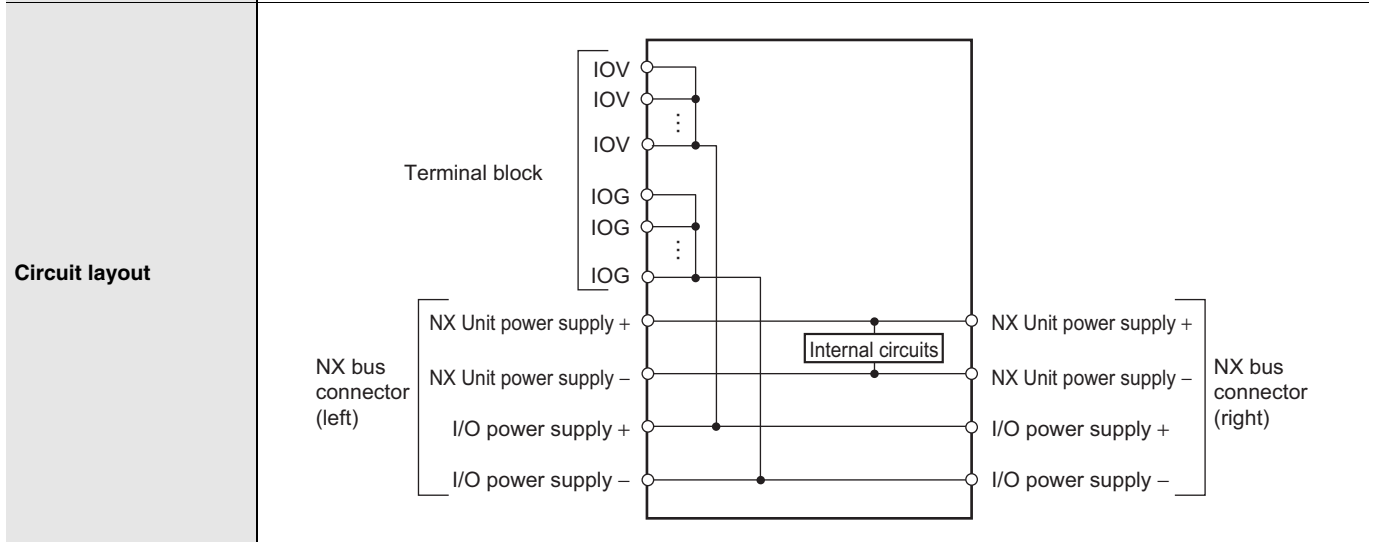 Circuit layout
Terminal block
IOV
IOV
⋮
IOV
IOG
IOG
⋮
IOG
NX bus
connector
(left)
NX Unit power supply +
NX Unit power supply −
I/O power supply +
I/O power supply −
Internal circuits
NX Unit power supply +
NX Unit power supply −
I/O power supply +
I/O power supply −
NX bus
connector
(right)